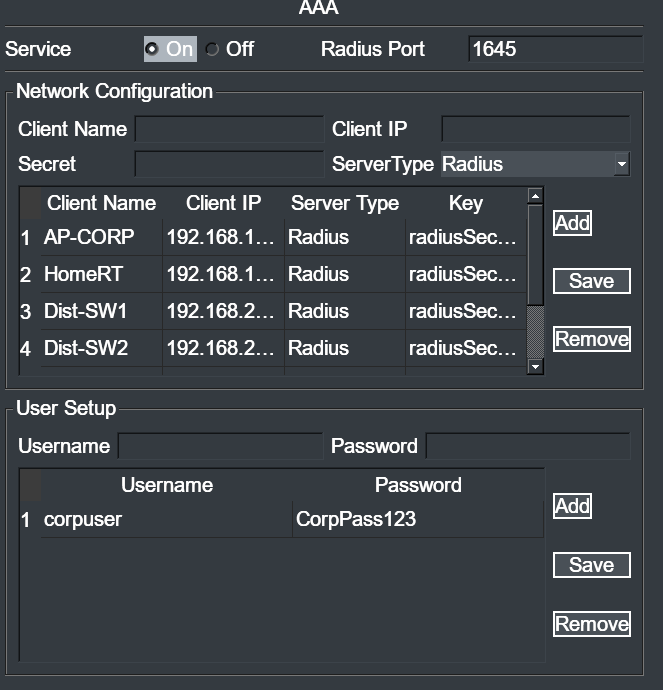 AAA
Service On Off Radius Port 1645
Network Configuration
Client Name Client IP
Secret ServerType Radius
Client Name Client IP Server Type Key
1 AP-CORP 192.168.1... Radius radiusSec...
Add
2 HomeRT 192.168.1... Radius radiusSec...
Save
3 Dist-SW1 192.168.2... Radius radiusSec...
4 Dist-SW2 192.168.2... Radius radiusSec...
Remove
User Setup
Username Password
Username Password
Add
1 corpuser CorpPass123
Save
Remove